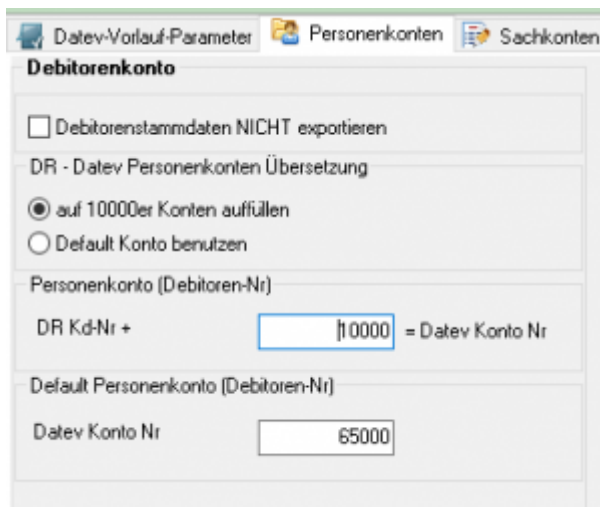 Datev-Vorlauf-Parameter Personenkonten Sachkonten
Debitorenkonto
Debitorenstammdaten NICHT exportieren
DR - Datev Personenkonten Übersetzung
auf 10000er Konten auffüllen
Default Konto benutzen
Personenkonto (Debitoren-Nr)
DR Kd-Nr + 10000 = Datev Konto Nr
Default Personenkonto (Debitoren-Nr)
Datev Konto Nr 65000